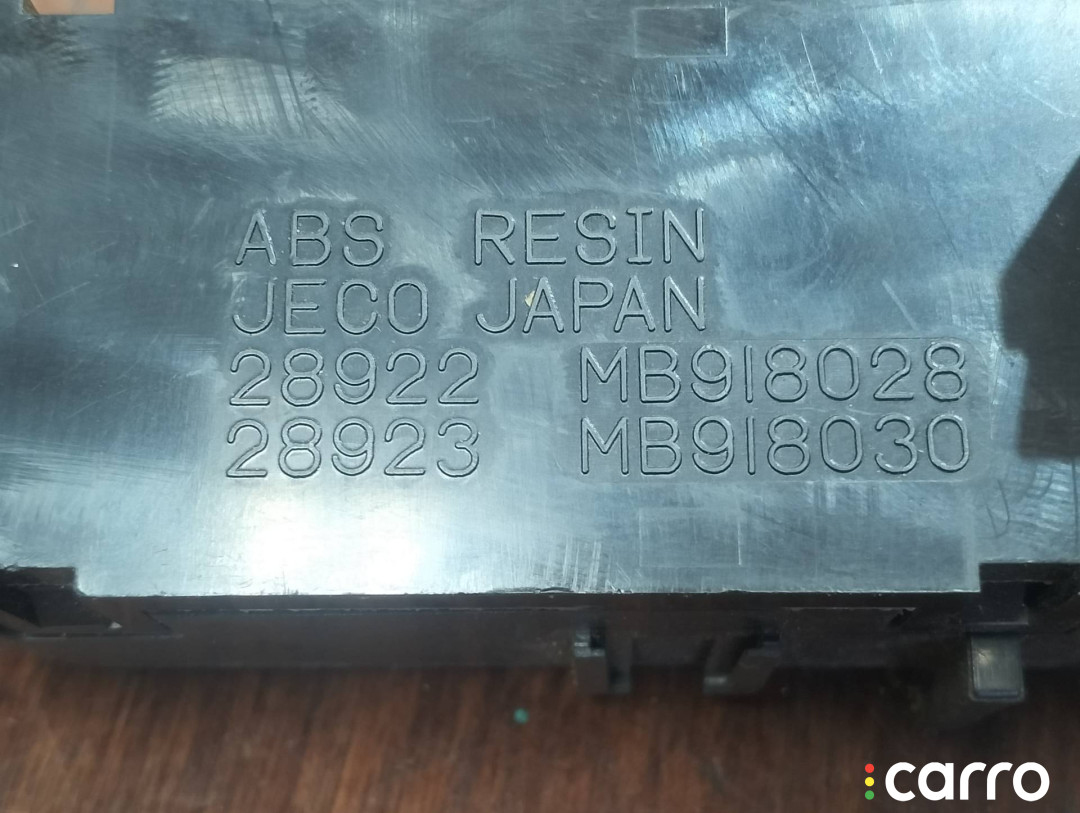 ABS RESIN
JECO JAPAN
28922 MB918028
28923 MB918030
carro